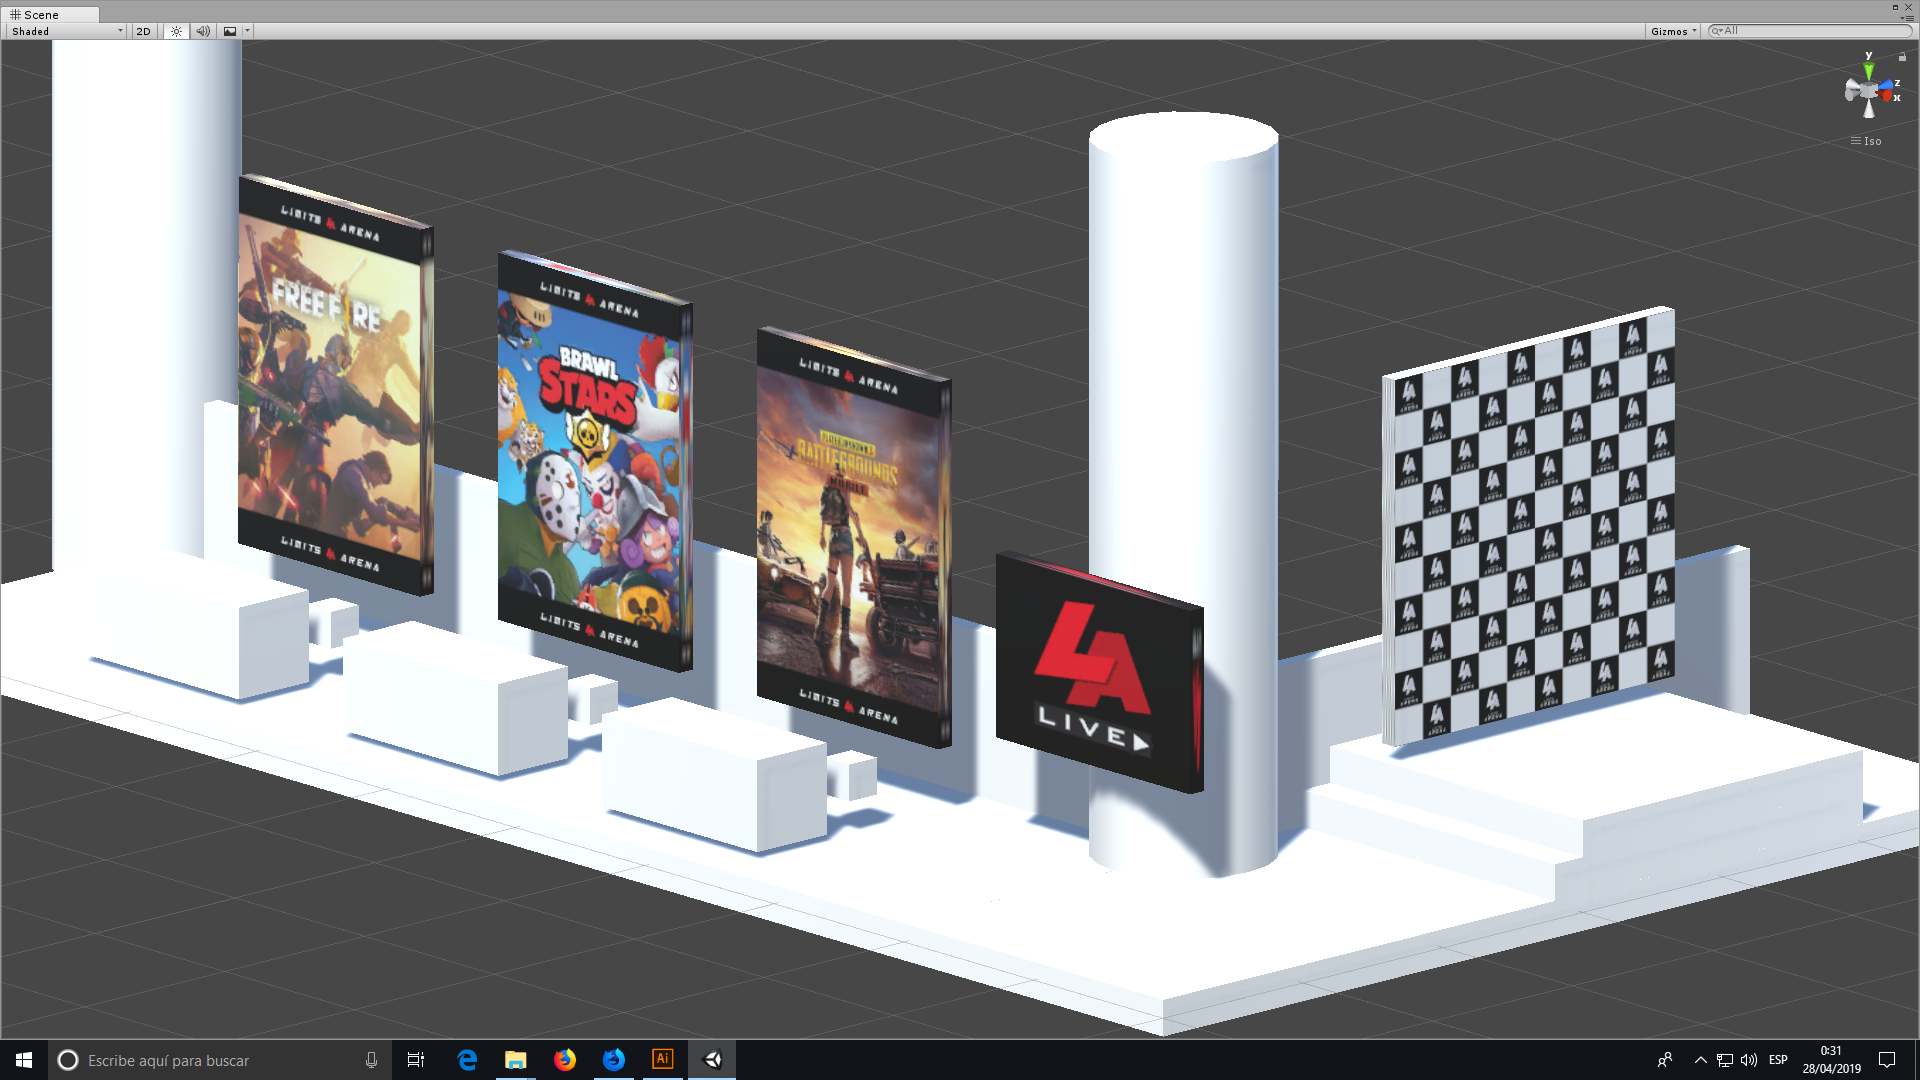 Scene
Shaded
2D
Gizmos
All
y
z
x
Iso
LIMITS ARENA
FREE FIRE
LIMITS ARENA
LIMITS ARENA
BRAWL
STARS
LIMITS ARENA
LIMITS ARENA
BATTLEGROUNDS
MOBILE
LIMITS ARENA
LA
LIVE
Escribe aquí para buscar
Ai
ESP
0:31
28/04/2019